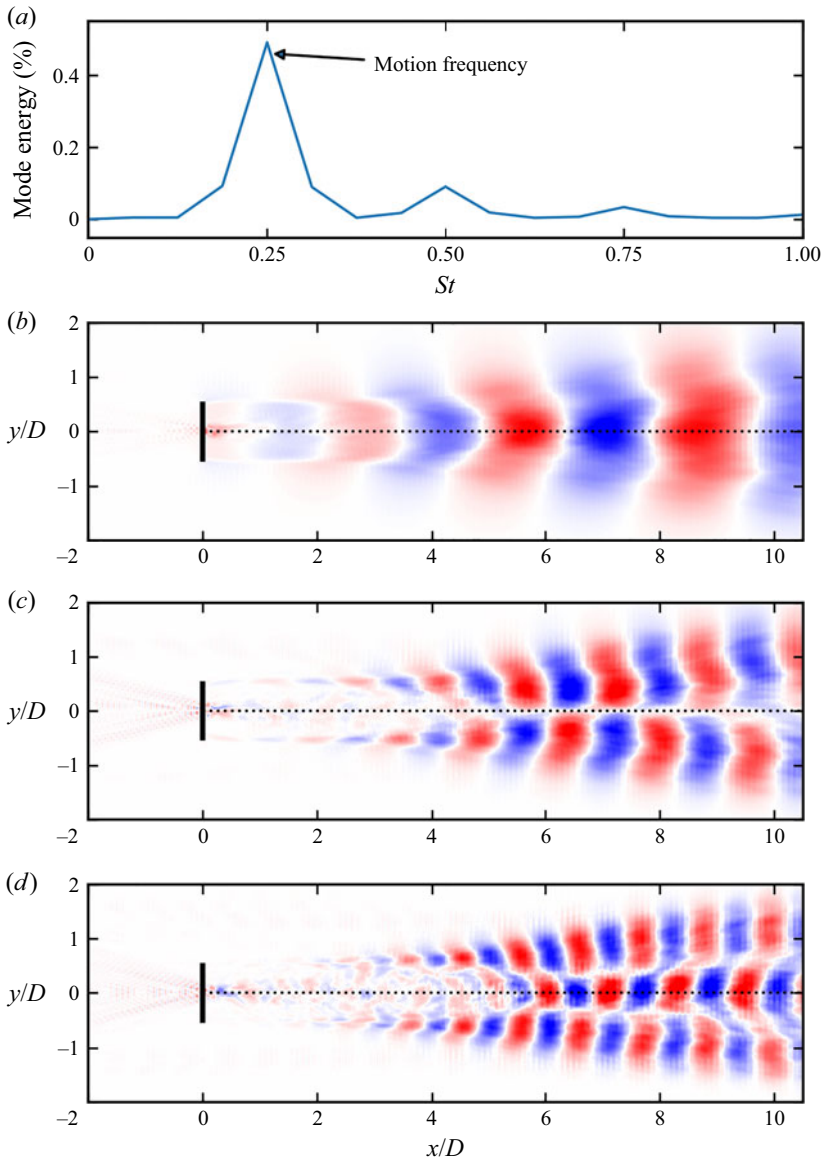 (a)
Mode energy (%)
0.4
0.2
0
Motion frequency
0 0.25 0.50 0.75 1.00
St
(b)
2
1
y/D 0
–1
–2
0 2 4 6 8 10
(c)
2
1
y/D 0
–1
–2
0 2 4 6 8 10
(d)
2
1
y/D 0
–1
–2
0 2 4 6 8 10
x/D